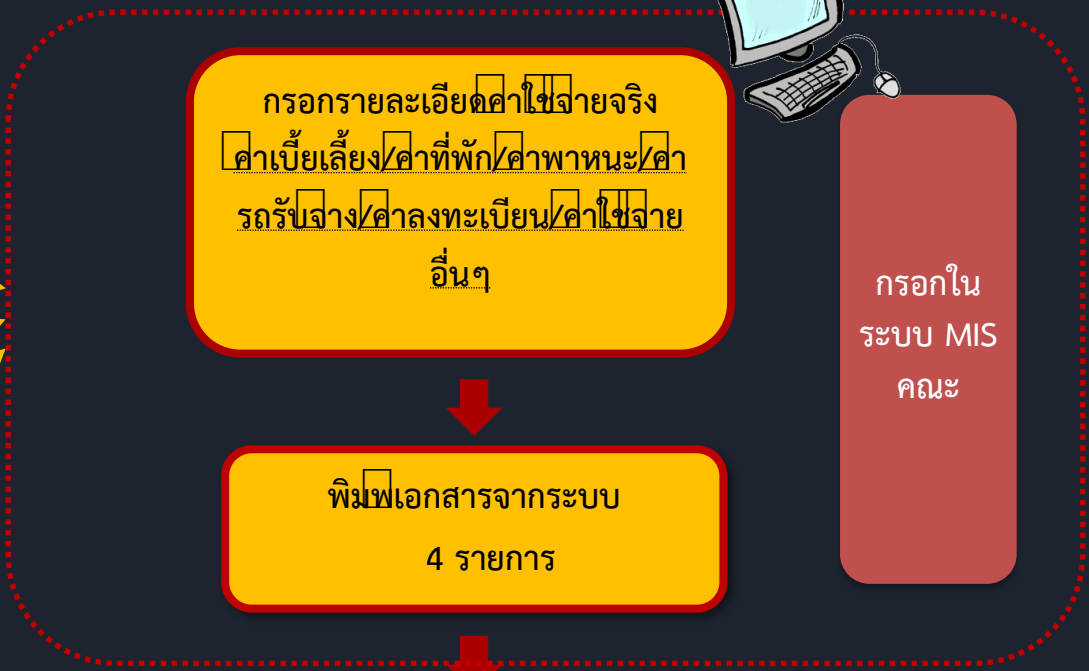 กรอกรายละเอียดค่าใช้จ่ายจริง
ค่าเบี้ยเลี้ยง/ค่าที่พัก/ค่าพาหนะ/ค่า
รถรับจ้าง/ค่าลงทะเบียน/ค่าใช้จ่าย
อื่นๆ
กรอกใน
ระบบ MIS
คณะ
พิมพ์เอกสารจากระบบ
4 รายการ